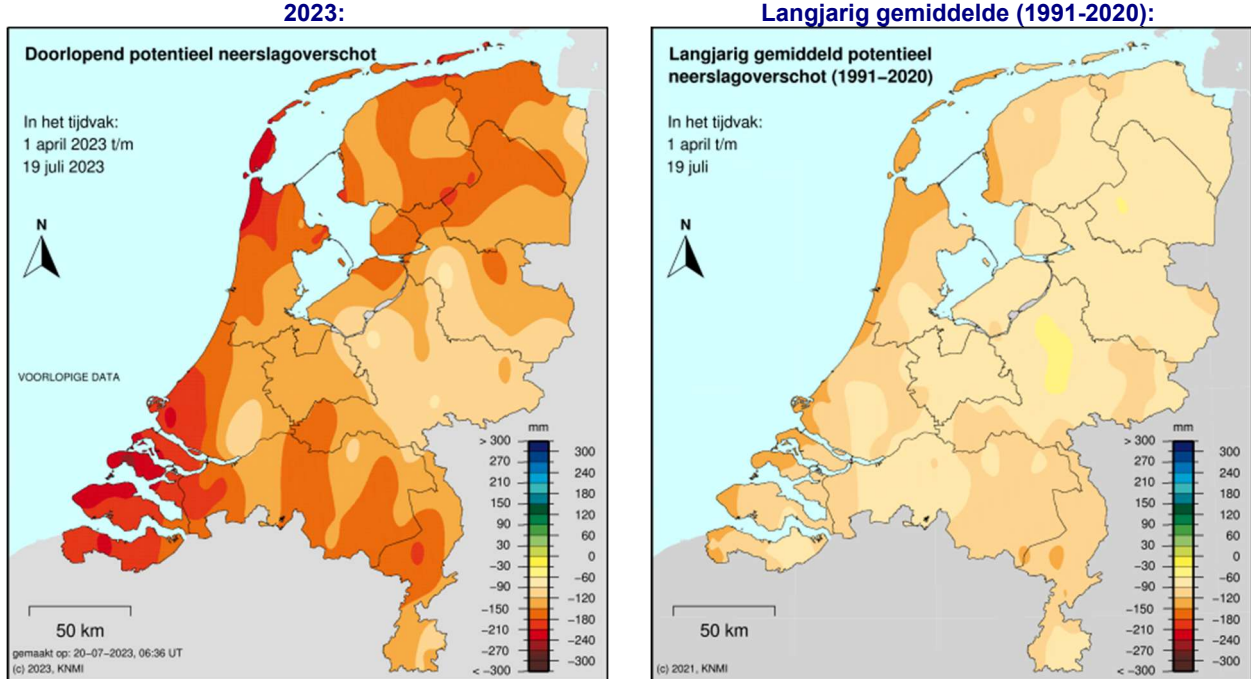 2023:
Doorlopend potentieel neerslagoverschot
In het tijdvak:
1 april 2023 t/m
19 juli 2023
N
VOORLOPIGE DATA
50 km
gemaakt op: 20−07−2023, 06:36 UT
(c) 2023, KNMI
mm
> 300
300
270
240
210
180
150
120
90
60
30
0
−30
−60
−90
−120
−150
−180
−210
−240
−270
−300
< −300
Langjarig gemiddelde (1991-2020):
Langjarig gemiddeld potentieel
neerslagoverschot (1991−2020)
In het tijdvak:
1 april t/m
19 juli
N
50 km
(c) 2021, KNMI
mm
> 300
300
270
240
210
180
150
120
90
60
30
0
−30
−60
−90
−120
−150
−180
−210
−240
−270
−300
< −300